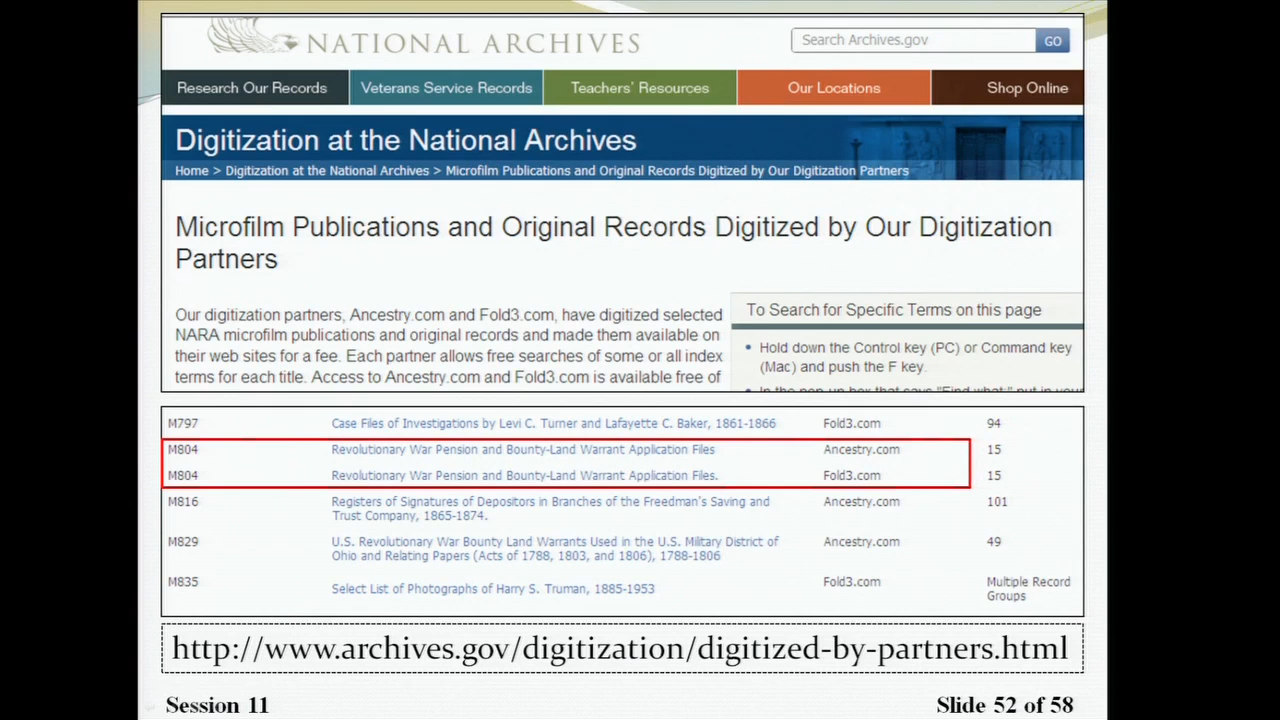 NATIONAL ARCHIVES
Search Archives.gov GO
Research Our Records Veterans Service Records Teachers' Resources Our Locations Shop Online
Digitization at the National Archives
Home > Digitization at the National Archives > Microfilm Publications and Original Records Digitized by Our Digitization Partners
Microfilm Publications and Original Records Digitized by Our Digitization
Partners
Our digitization partners, Ancestry.com and Fold3.com, have digitized selected
NARA microfilm publications and original records and made them available on
their web sites for a fee. Each partner allows free searches of some or all index
terms for each title. Access to Ancestry.com and Fold3.com is available free of
To Search for Specific Terms on this page
• Hold down the Control key (PC) or Command key
(Mac) and push the F key.
• In the pop-up box that says "Find what:" put in your
M797 Case Files of Investigations by Levi C. Turner and Lafayette C. Baker, 1861-1866 Fold3.com 94
M804 Revolutionary War Pension and Bounty-Land Warrant Application Files Ancestry.com 15
M804 Revolutionary War Pension and Bounty-Land Warrant Application Files. Fold3.com 15
M816 Registers of Signatures of Depositors in Branches of the Freedman's Saving and Ancestry.com 101
Trust Company, 1865-1874.
M829 U.S. Revolutionary War Bounty Land Warrants Used in the U.S. Military District of Ancestry.com 49
Ohio and Relating Papers (Acts of 1788, 1803, and 1806), 1788-1806
M835 Select List of Photographs of Harry S. Truman, 1885-1953 Fold3.com Multiple Record
Groups
http://www.archives.gov/digitization/digitized-by-partners.html
Session 11 Slide 52 of 58